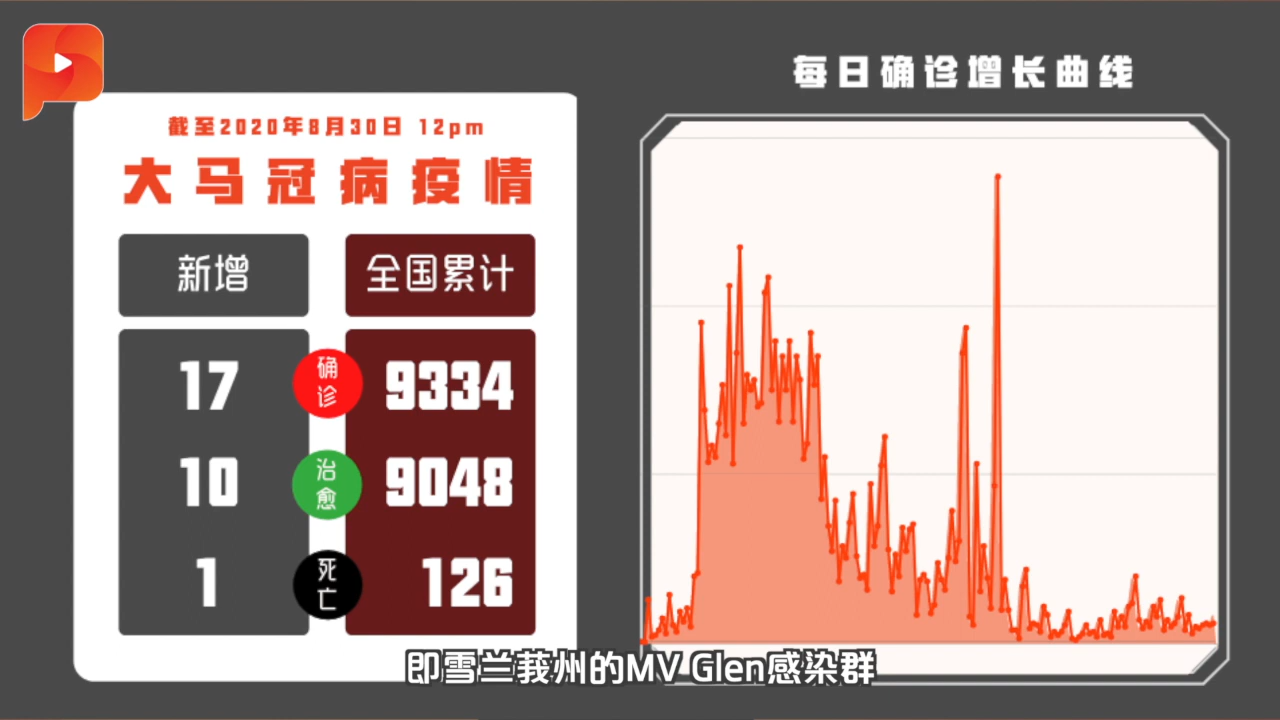 每日确诊增长曲线
截至2020年8月30日 12pm
大马冠病疫情
新增
全国累计
17
确诊
9334
10
治愈
9048
1
死亡
126
即雪兰莪州的MV Glen感染群